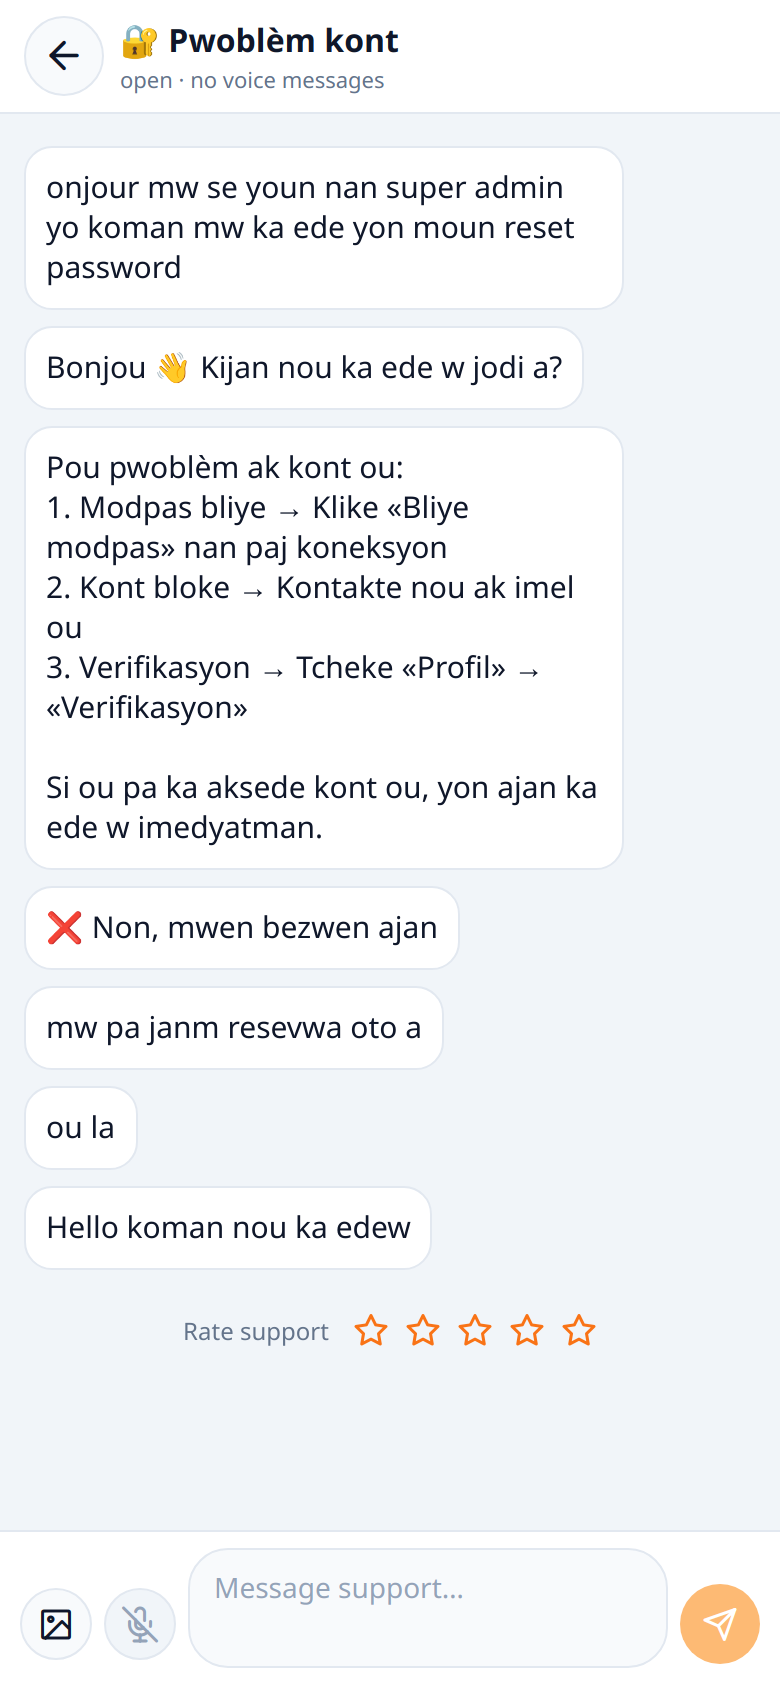 🔐 Pwoblèm kont
open · no voice messages
onjour mw se youn nan super admin
yo koman mw ka ede yon moun reset
password
Bonjou 👋 Kijan nou ka ede w jodi a?
Pou pwoblèm ak kont ou:
1. Modpas bliye → Klike «Bliye
modpas» nan paj koneksyon
2. Kont bloke → Kontakte nou ak imel
ou
3. Verifikasyon → Tcheke «Profil» →
«Verifikasyon»
Si ou pa ka aksede kont ou, yon ajan ka
ede w imedyatman.
❌ Non, mwen bezwen ajan
mw pa janm resevwa oto a
ou la
Hello koman nou ka edew
Rate support
Message support...